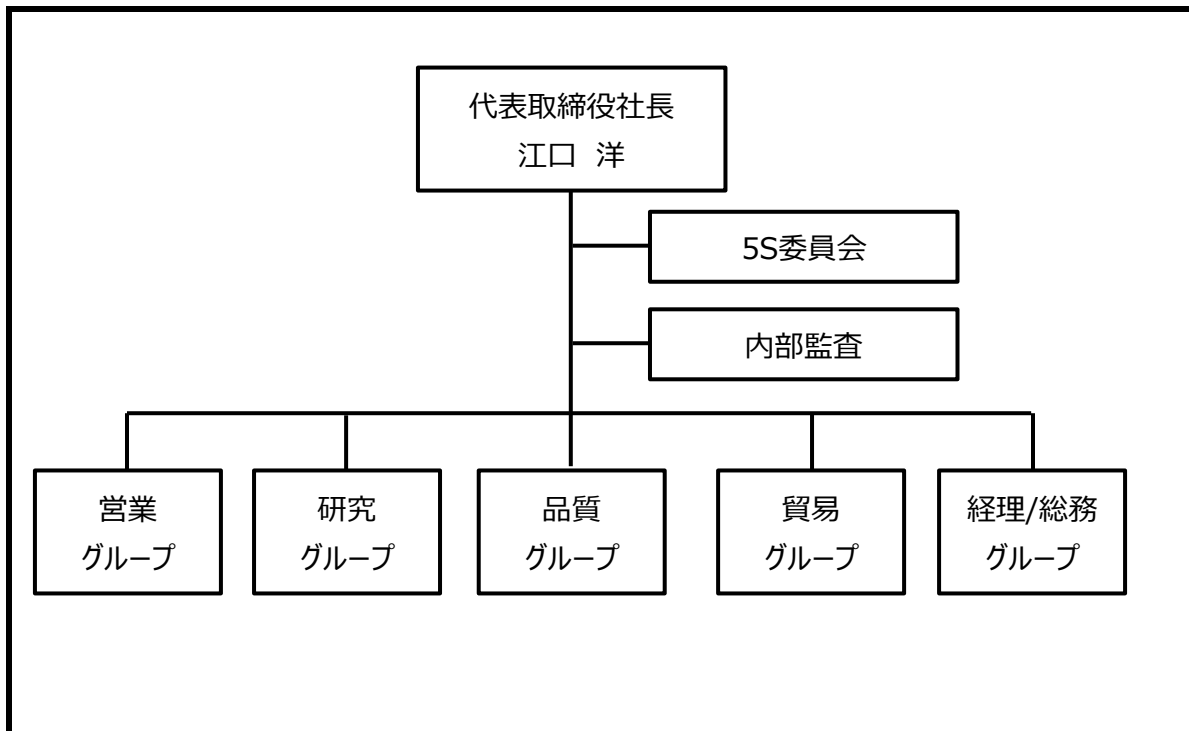 代表取締役社長
江口 洋
5S委員会
内部監査
営業
グループ
研究
グループ
品質
グループ
貿易
グループ
経理/総務
グループ